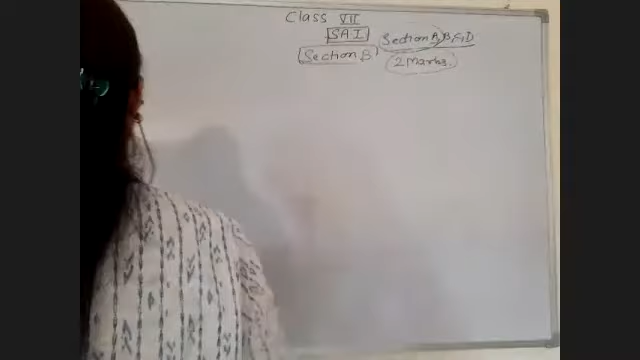 Class VII
SA I Section A, B, C, D
Section B 2 Marks.